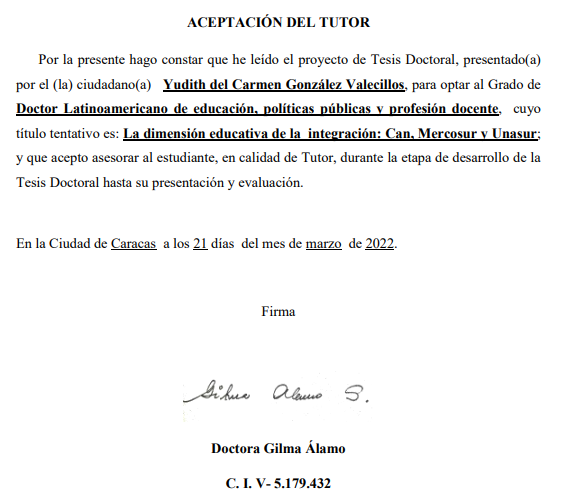 ACEPTACIÓN DEL TUTOR
Por la presente hago constar que he leído el proyecto de Tesis Doctoral, presentado(a)
por el (la) ciudadano(a) Yudith del Carmen González Valecillos, para optar al Grado de
Doctor Latinoamericano de educación, políticas públicas y profesión docente, cuyo
título tentativo es: La dimensión educativa de la integración: Can, Mercosur y Unasur;
y que acepto asesorar al estudiante, en calidad de Tutor, durante la etapa de desarrollo de la
Tesis Doctoral hasta su presentación y evaluación.
En la Ciudad de Caracas a los 21 días del mes de marzo de 2022.
Firma
Gilma Alamo S.
Doctora Gilma Álamo
C. I. V- 5.179.432